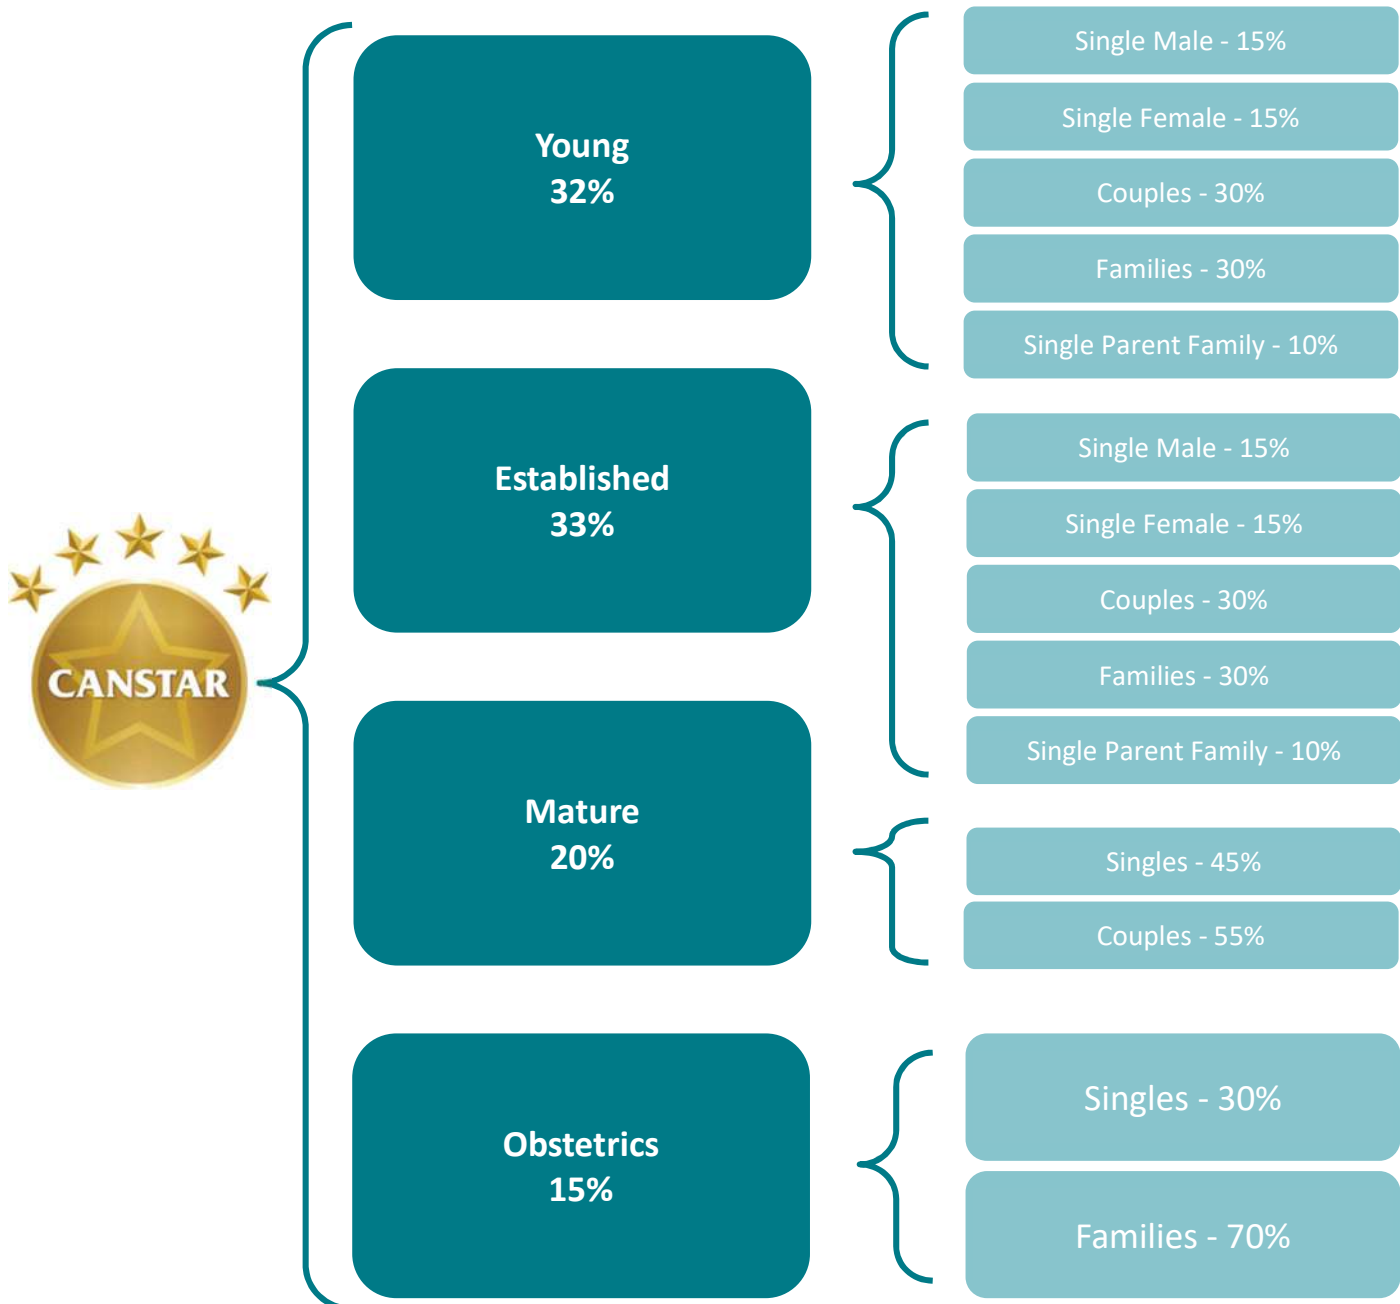 CANSTAR
Young
32%
Single Male - 15%
Single Female - 15%
Couples - 30%
Families - 30%
Single Parent Family - 10%
Established
33%
Single Male - 15%
Single Female - 15%
Couples - 30%
Families - 30%
Single Parent Family - 10%
Mature
20%
Singles - 45%
Couples - 55%
Obstetrics
15%
Singles - 30%
Families - 70%